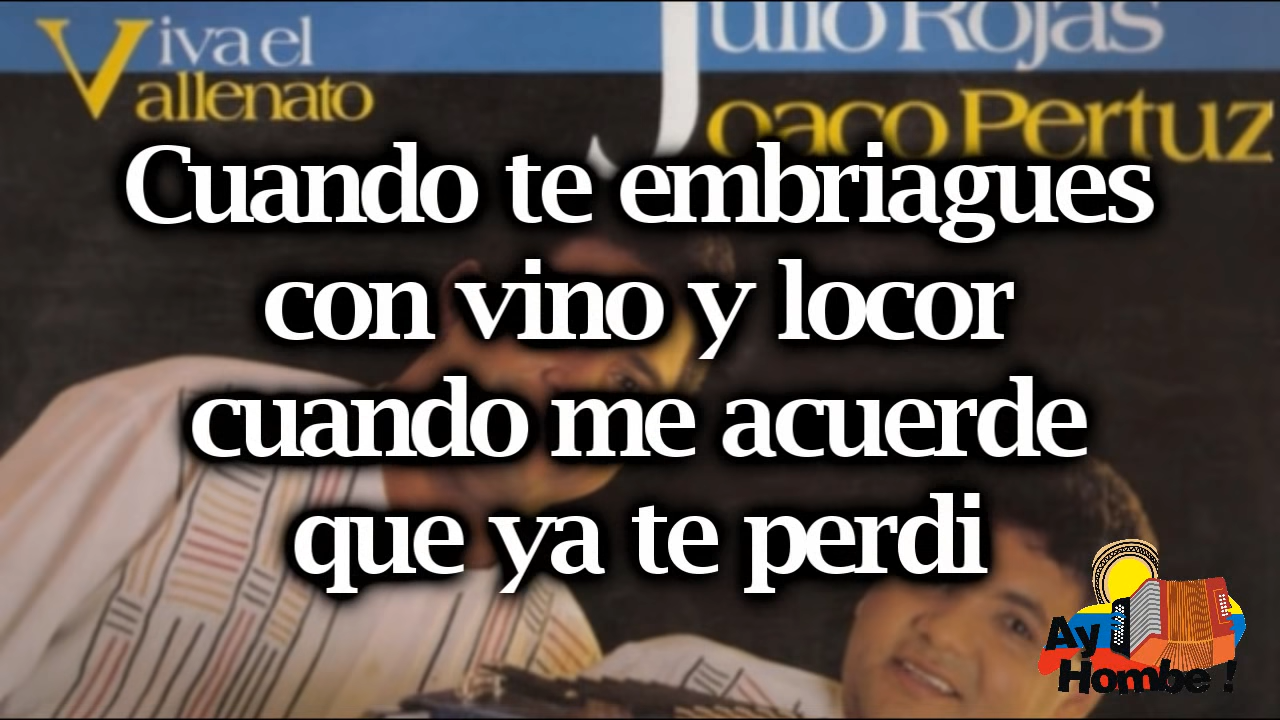 Viva el
Vallenato
Julio Rojas
Joaco Pertuz
Cuando te embriagues
con vino y locor
cuando me acuerde
que ya te perdi
Ay
Hombe !